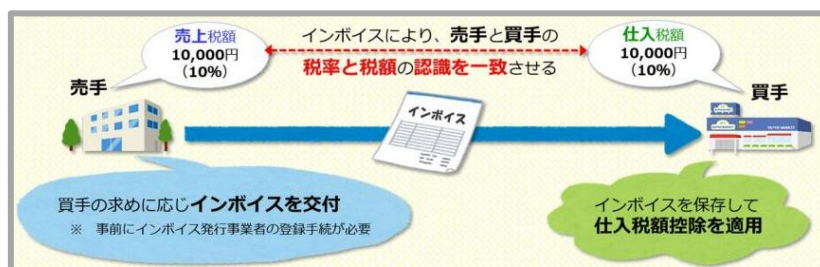 売上税額
10,000円
(10%)
インボイスにより、売手と買手の
税率と税額の認識を一致させる
仕入税額
10,000円
(10%)
売手
買手
インボイス
買手の求めに応じインボイスを交付
※ 事前にインボイス発行事業者の登録手続が必要
インボイスを保存して
仕入税額控除を適用